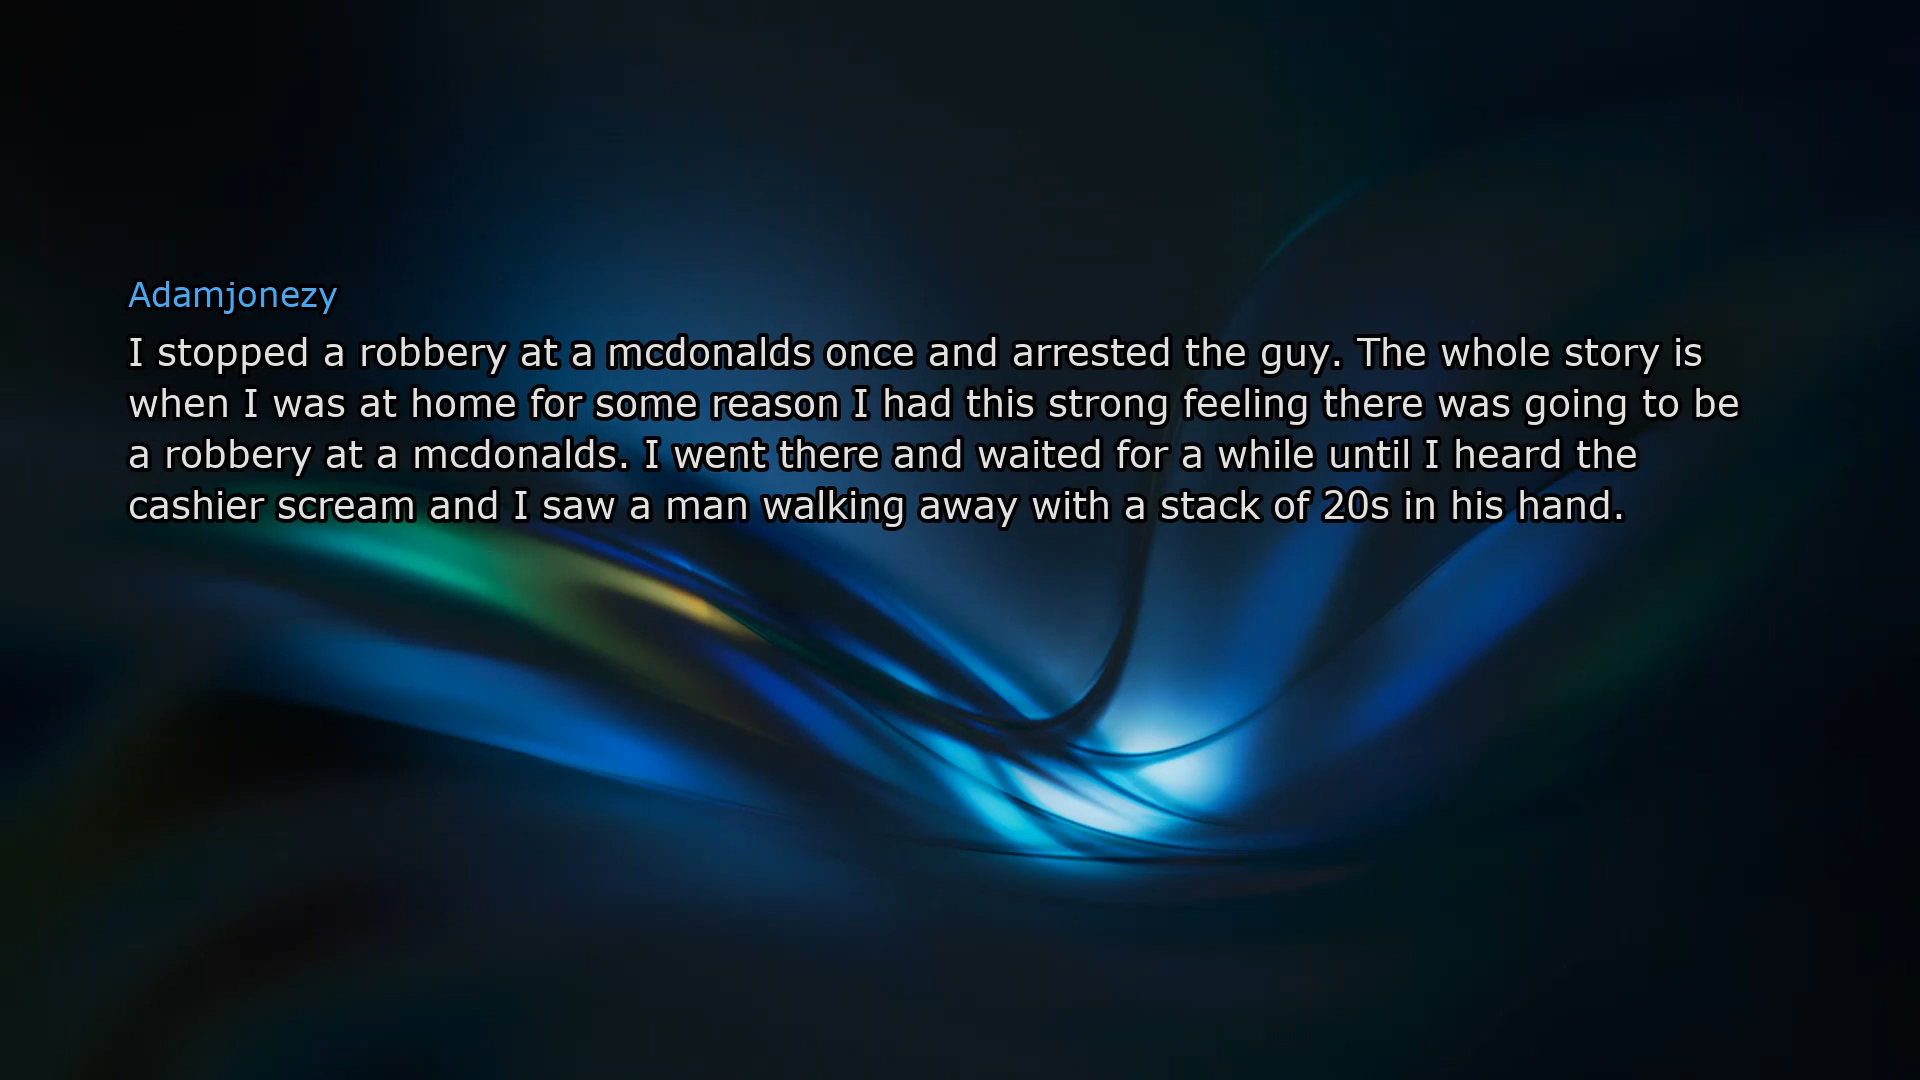 Adamjonezy
I stopped a robbery at a mcdonalds once and arrested the guy. The whole story is
when I was at home for some reason I had this strong feeling there was going to be
a robbery at a mcdonalds. I went there and waited for a while until I heard the
cashier scream and I saw a man walking away with a stack of 20s in his hand.